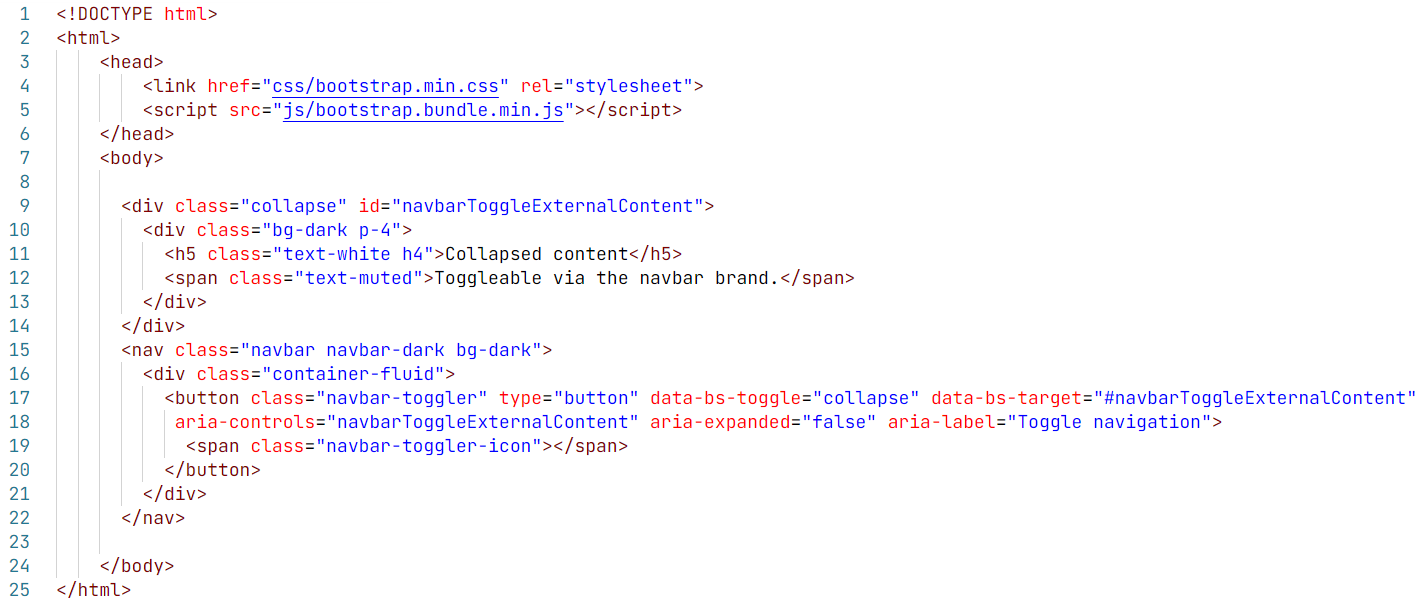 1 <!DOCTYPE html>
2 <html>
3     <head>
4         <link href="css/bootstrap.min.css" rel="stylesheet">
5         <script src="js/bootstrap.bundle.min.js"></script>
6     </head>
7     <body>
8
9       <div class="collapse" id="navbarToggleExternalContent">
10         <div class="bg-dark p-4">
11           <h5 class="text-white h4">Collapsed content</h5>
12           <span class="text-muted">Toggleable via the navbar brand.</span>
13         </div>
14       </div>
15       <nav class="navbar navbar-dark bg-dark">
16         <div class="container-fluid">
17           <button class="navbar-toggler" type="button" data-bs-toggle="collapse" data-bs-target="#navbarToggleExternalContent"
18            aria-controls="navbarToggleExternalContent" aria-expanded="false" aria-label="Toggle navigation">
19             <span class="navbar-toggler-icon"></span>
20           </button>
21         </div>
22       </nav>
23
24     </body>
25 </html>